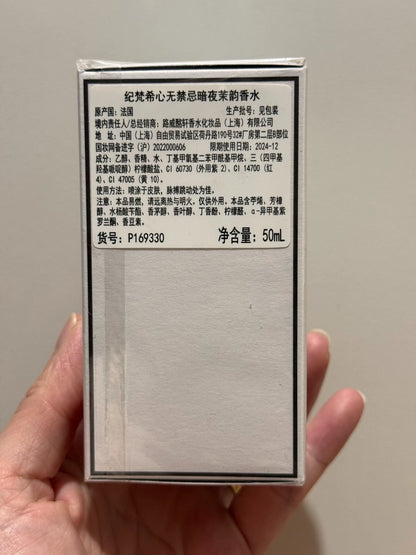 纪梵希心无禁忌暗夜茉韵香水
原产国：法国 生产批号：见包装
境内责任人/总经销商：路威酩轩香水化妆品（上海）有限公司
地 址：中国（上海）自由贸易试验区荷丹路190号32#厂房第二层B部位
国妆网备进字（沪）2022000606 限期使用日期：2024-12
成分：乙醇、香精、水、丁基甲氧基二苯甲酰基甲烷、三（四甲基
羟基哌啶醇）柠檬酸盐、CI 60730（外用紫 2）、CI 14700（红
4）、CI 47005（黄 10）。
使用方法：喷涂于皮肤，脉搏跳动处为佳。
注意：本品易燃，请远离热与明火，仅供外用。本品含苧烯、芳樟
醇、水杨酸苄酯、香茅醇、香叶醇、丁香酚、柠檬醛、α-异甲基紫
罗兰酮、香豆素。
货号：P169330 净含量：50mL